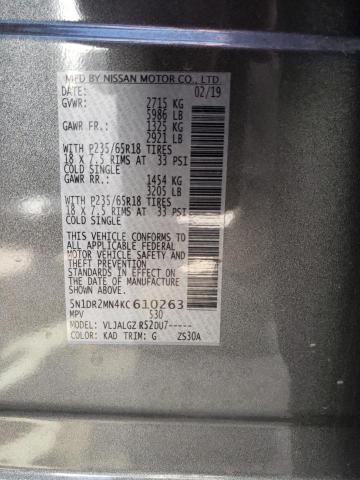 MFD BY NISSAN MOTOR CO., LTD.
DATE: 02/19
GVWR: 2715 KG
5986 LB
GAWR FR.: 1325 KG
2921 LB
WITH P235/65R18 TIRES
18 X 7.5 RIMS AT 33 PSI
COLD SINGLE
GAWR RR.: 1454 KG
3205 LB
WITH P235/65R18 TIRES
18 X 7.5 RIMS AT 33 PSI
COLD SINGLE
THIS VEHICLE CONFORMS TO ALL
APPLICABLE FEDERAL
MOTOR VEHICLE SAFETY AND
THEFT PREVENTION
STANDARDS IN EFFECT ON
THE DATE OF
MANUFACTURE SHOWN ABOVE.
5N1DR2MN4KC610263
MPV 530
MODEL: VLJALGZ R52DU7-----
COLOR: KAD TRIM: G ZS30A